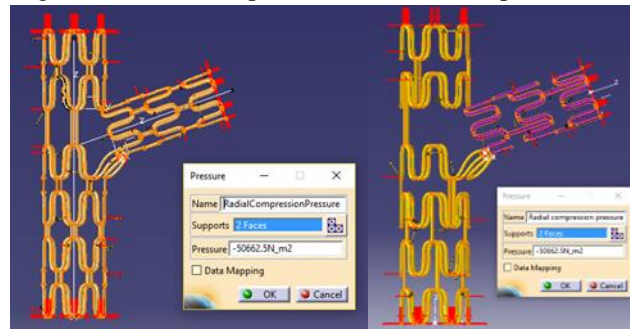 Pressure
Name RadialCompressionPressure
Supports 2 Faces
Pressure -50662.5N_m2
Data Mapping
OK Cancel
Pressure
Name Radial compression pressure
Supports 2 Faces
Pressure -50662.5N_m2
Data Mapping
OK Cancel